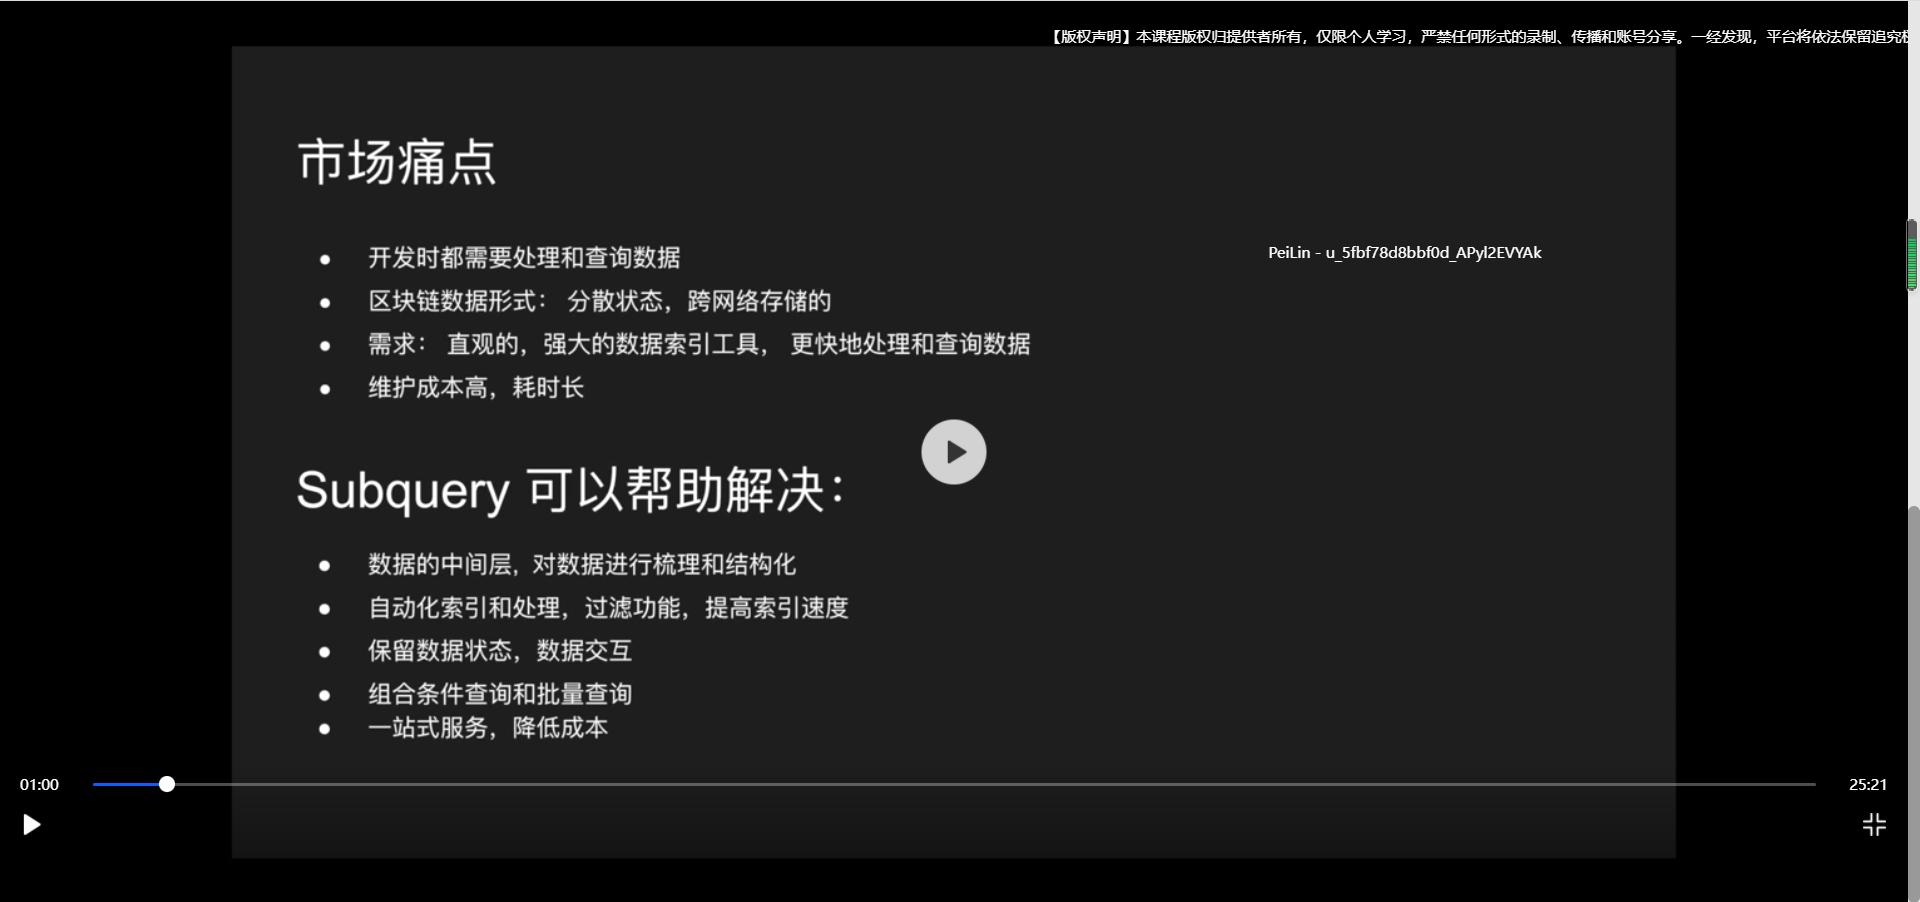 【版权声明】本课程版权归提供者所有，仅限个人学习，严禁任何形式的录制、传播和账号分享。一经发现，平台将依法保留追究
市场痛点
开发时都需要处理和查询数据
PeiLin - u_5fbf78d8bbf0d_APyl2EVYAk
区块链数据形式： 分散状态，跨网络存储的
需求： 直观的，强大的数据索引工具， 更快地处理和查询数据
维护成本高，耗时长
Subquery 可以帮助解决：
数据的中间层，对数据进行梳理和结构化
自动化索引和处理，过滤功能，提高索引速度
保留数据状态，数据交互
组合条件查询和批量查询
一站式服务，降低成本
01:00
25:21